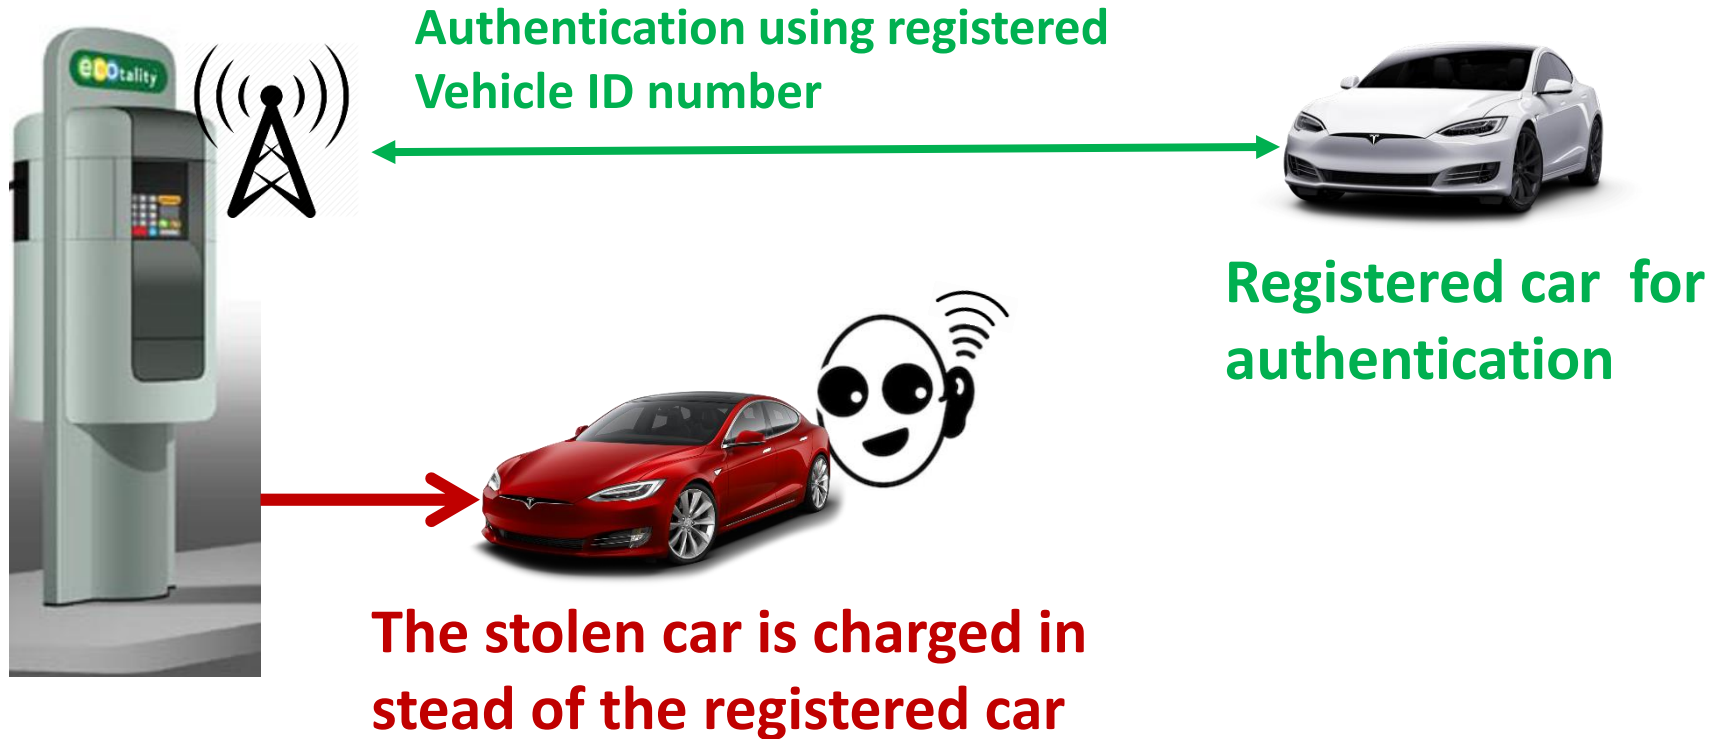 ecotality
Authentication using registered
Vehicle ID number
Registered car for
authentication
The stolen car is charged in
stead of the registered car